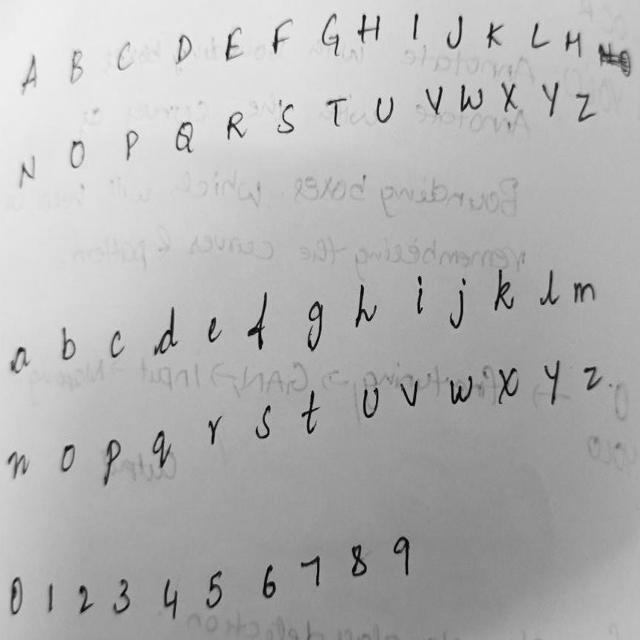 A B C D E F G H I J K L M
N O P Q R S T U V W X Y Z
a b c d e f g h i j k l m
n o p q r s t u v w x y z
0 1 2 3 4 5 6 7 8 9